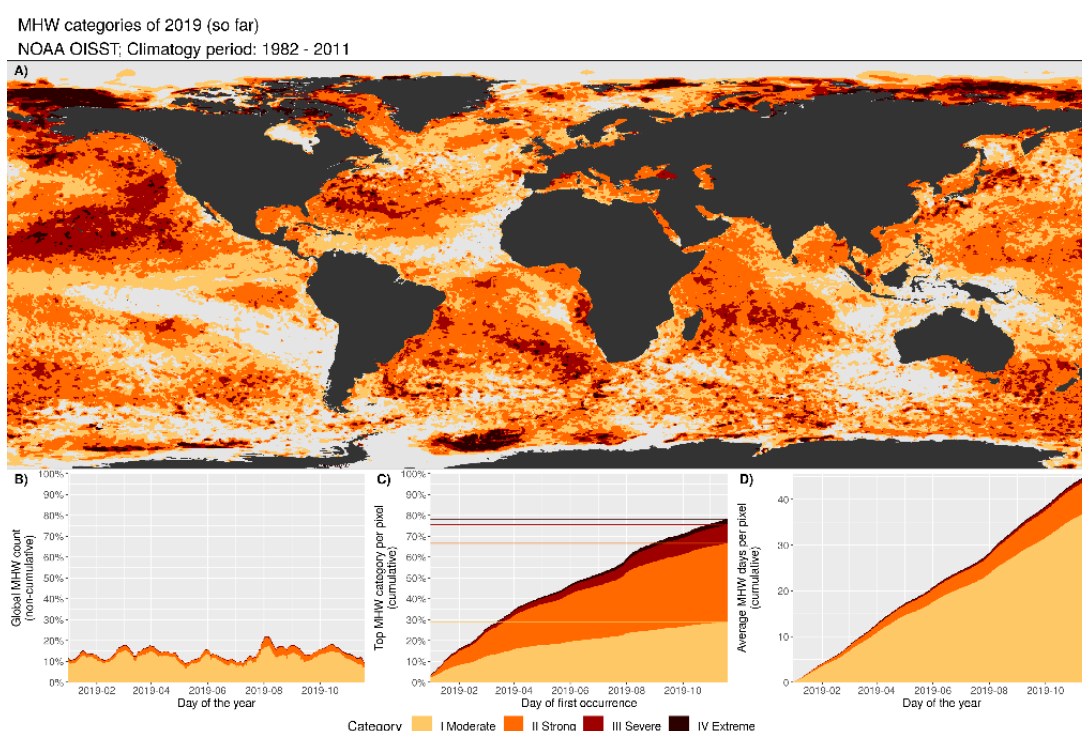 MHW categories of 2019 (so far)
NOAA OISST; Climatogy period: 1982 - 2011
A)
B)
Global MHW count
(non-cumulative)
100%
90%
80%
70%
60%
50%
40%
30%
20%
10%
0%
2019-02
2019-04
2019-06
2019-08
2019-10
Day of the year
C)
Top MHW category per pixel
(cumulative)
100%
90%
80%
70%
60%
50%
40%
30%
20%
10%
0%
2019-02
2019-04
2019-06
2019-08
2019-10
Day of first occurrence
D)
Average MHW days per pixel
(cumulative)
40
30
20
10
0
2019-02
2019-04
2019-06
2019-08
2019-10
Day of the year
Category
I Moderate
II Strong
III Severe
IV Extreme